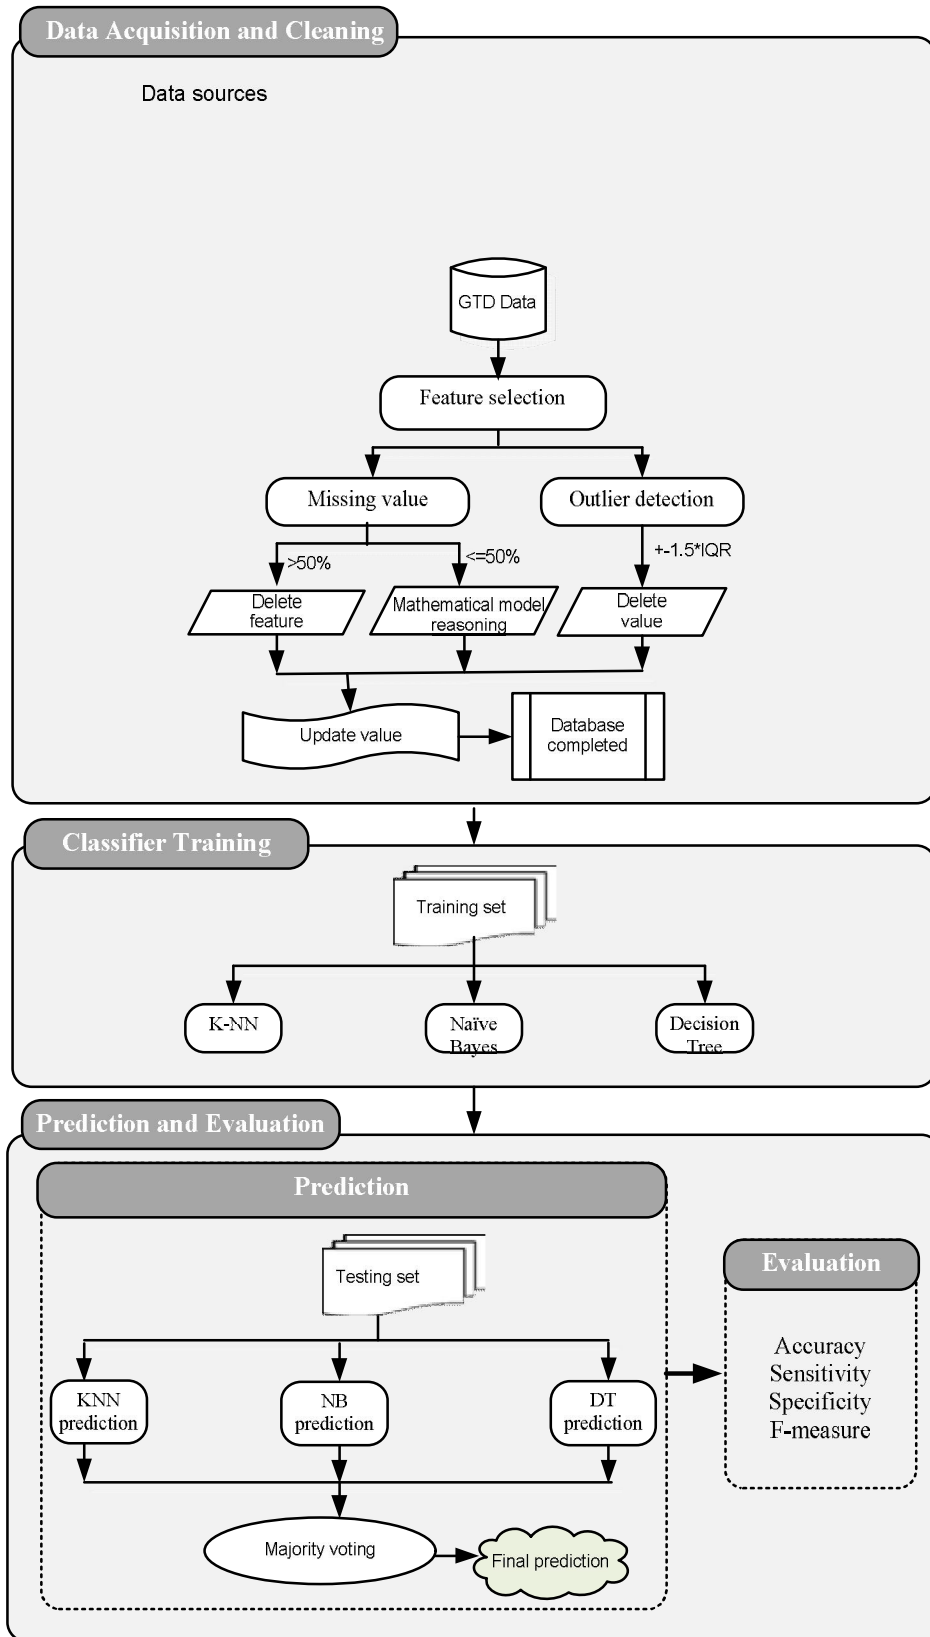 Data Acquisition and Cleaning
Data sources
GTD Data
Feature selection
Missing value
Outlier detection
>50%
<=50%
+-1.5*IQR
Delete
feature
Mathematical model
reasoning
Delete
value
Update value
Database
completed
Classifier Training
Training set
K-NN
Naïve
Bayes
Decision
Tree
Prediction and Evaluation
Prediction
Testing set
KNN
prediction
NB
prediction
DT
prediction
Majority voting
Final prediction
Evaluation
Accuracy
Sensitivity
Specificity
F-measure